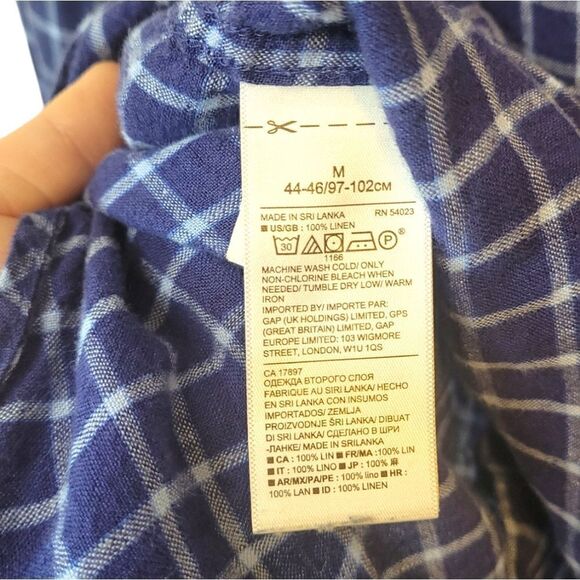 M
44-46/97-102CM
MADE IN SRI LANKA RN 54023
■ US/GB : 100% LINEN
30 P®
1166
MACHINE WASH COLD/ ONLY
NON-CHLORINE BLEACH WHEN
NEEDED/ TUMBLE DRY LOW/ WARM
IRON
IMPORTED BY/ IMPORTE PAR:
GAP (UK HOLDINGS) LIMITED, GPS
(GREAT BRITAIN) LIMITED, GAP
EUROPE LIMITED: 103 WIGMORE
STREET, LONDON, W1U 1QS
CA 17897
ОДЕЖДА ВТОРОГО СЛОЯ
FABRIQUE AU SIRI LANKA/ HECHO
EN SRI LANKA CON INSUMOS
IMPORTADOS/ ZEMLJA
PROIZVODNJE ŠRI LANKA/ DIBUAT
DI SRI LANKA/ СДЕЛАНО В ШРИ
-ЛАНКЕ/ MADE IN SRILANKA
■ CA : 100% LIN ■ FR/MA : 100%
LIN ■ IT : 100% LINO ■ JP : 100% 麻
■ AR/MX/PA/PE: 100% lino ■ HR :
100% LAN ■ ID : 100% LINEN